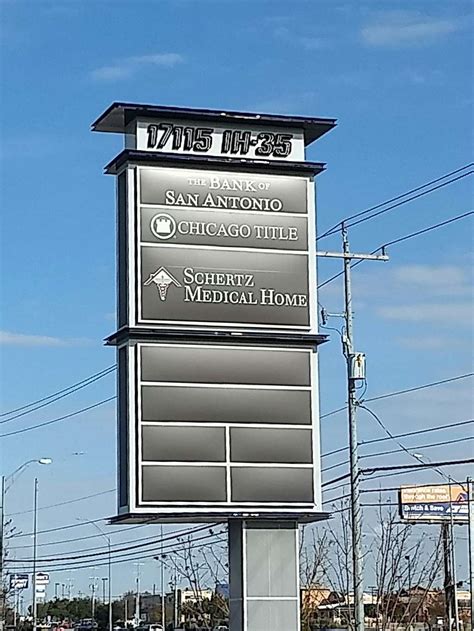 17115 IH-35
THE BANK OF
SAN ANTONIO
CHICAGO TITLE
SCHERTZ
MEDICAL HOME